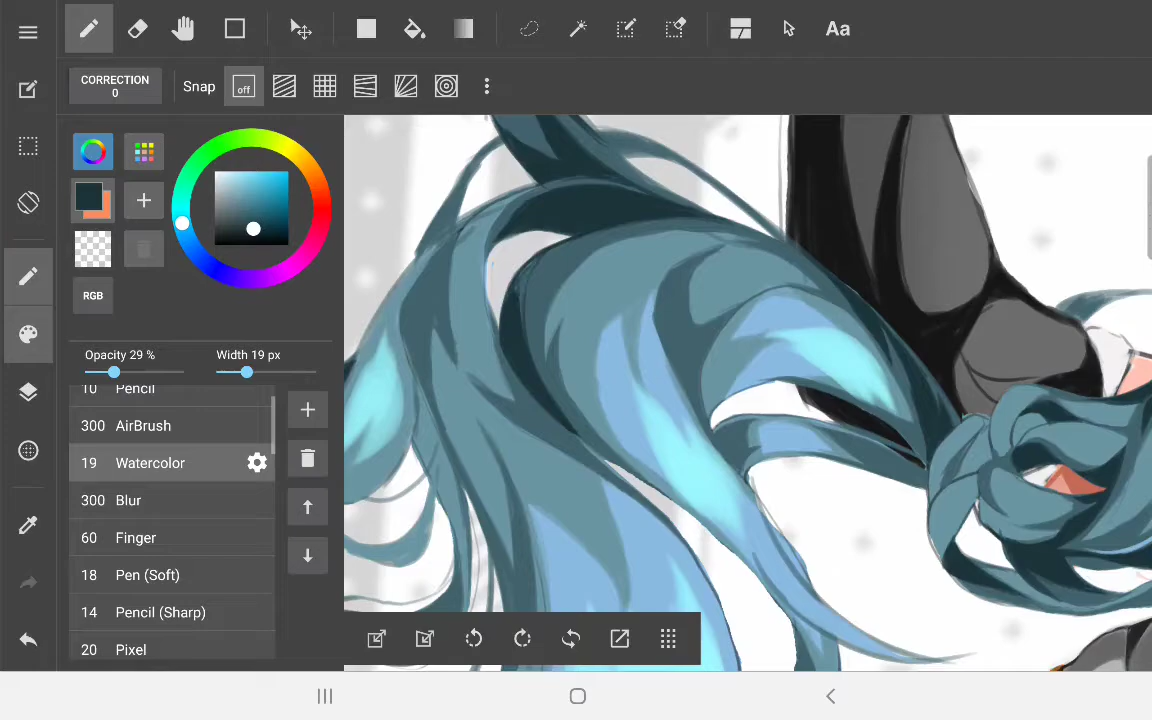 Aa
CORRECTION
0
Snap
off
RGB
Opacity 29 %
Width 19 px
10 Pencil
300 AirBrush
19 Watercolor
300 Blur
60 Finger
18 Pen (Soft)
14 Pencil (Sharp)
20 Pixel